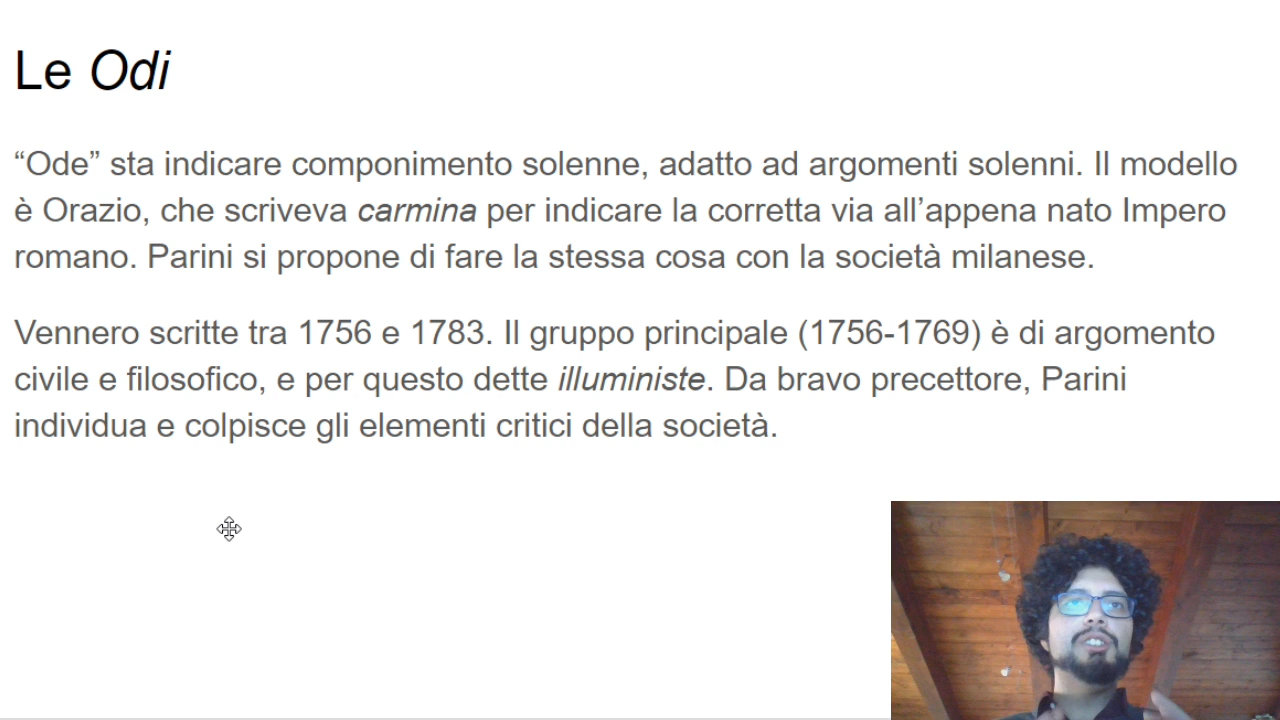 Le Odi
“Ode” sta indicare componimento solenne, adatto ad argomenti solenni. Il modello
è Orazio, che scriveva carmina per indicare la corretta via all’appena nato Impero
romano. Parini si propone di fare la stessa cosa con la società milanese.
Vennero scritte tra 1756 e 1783. Il gruppo principale (1756-1769) è di argomento
civile e filosofico, e per questo dette illuministe. Da bravo precettore, Parini
individua e colpisce gli elementi critici della società.